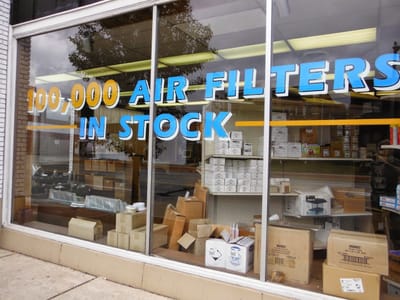 100,000 AIR FILTERS
IN STOCK